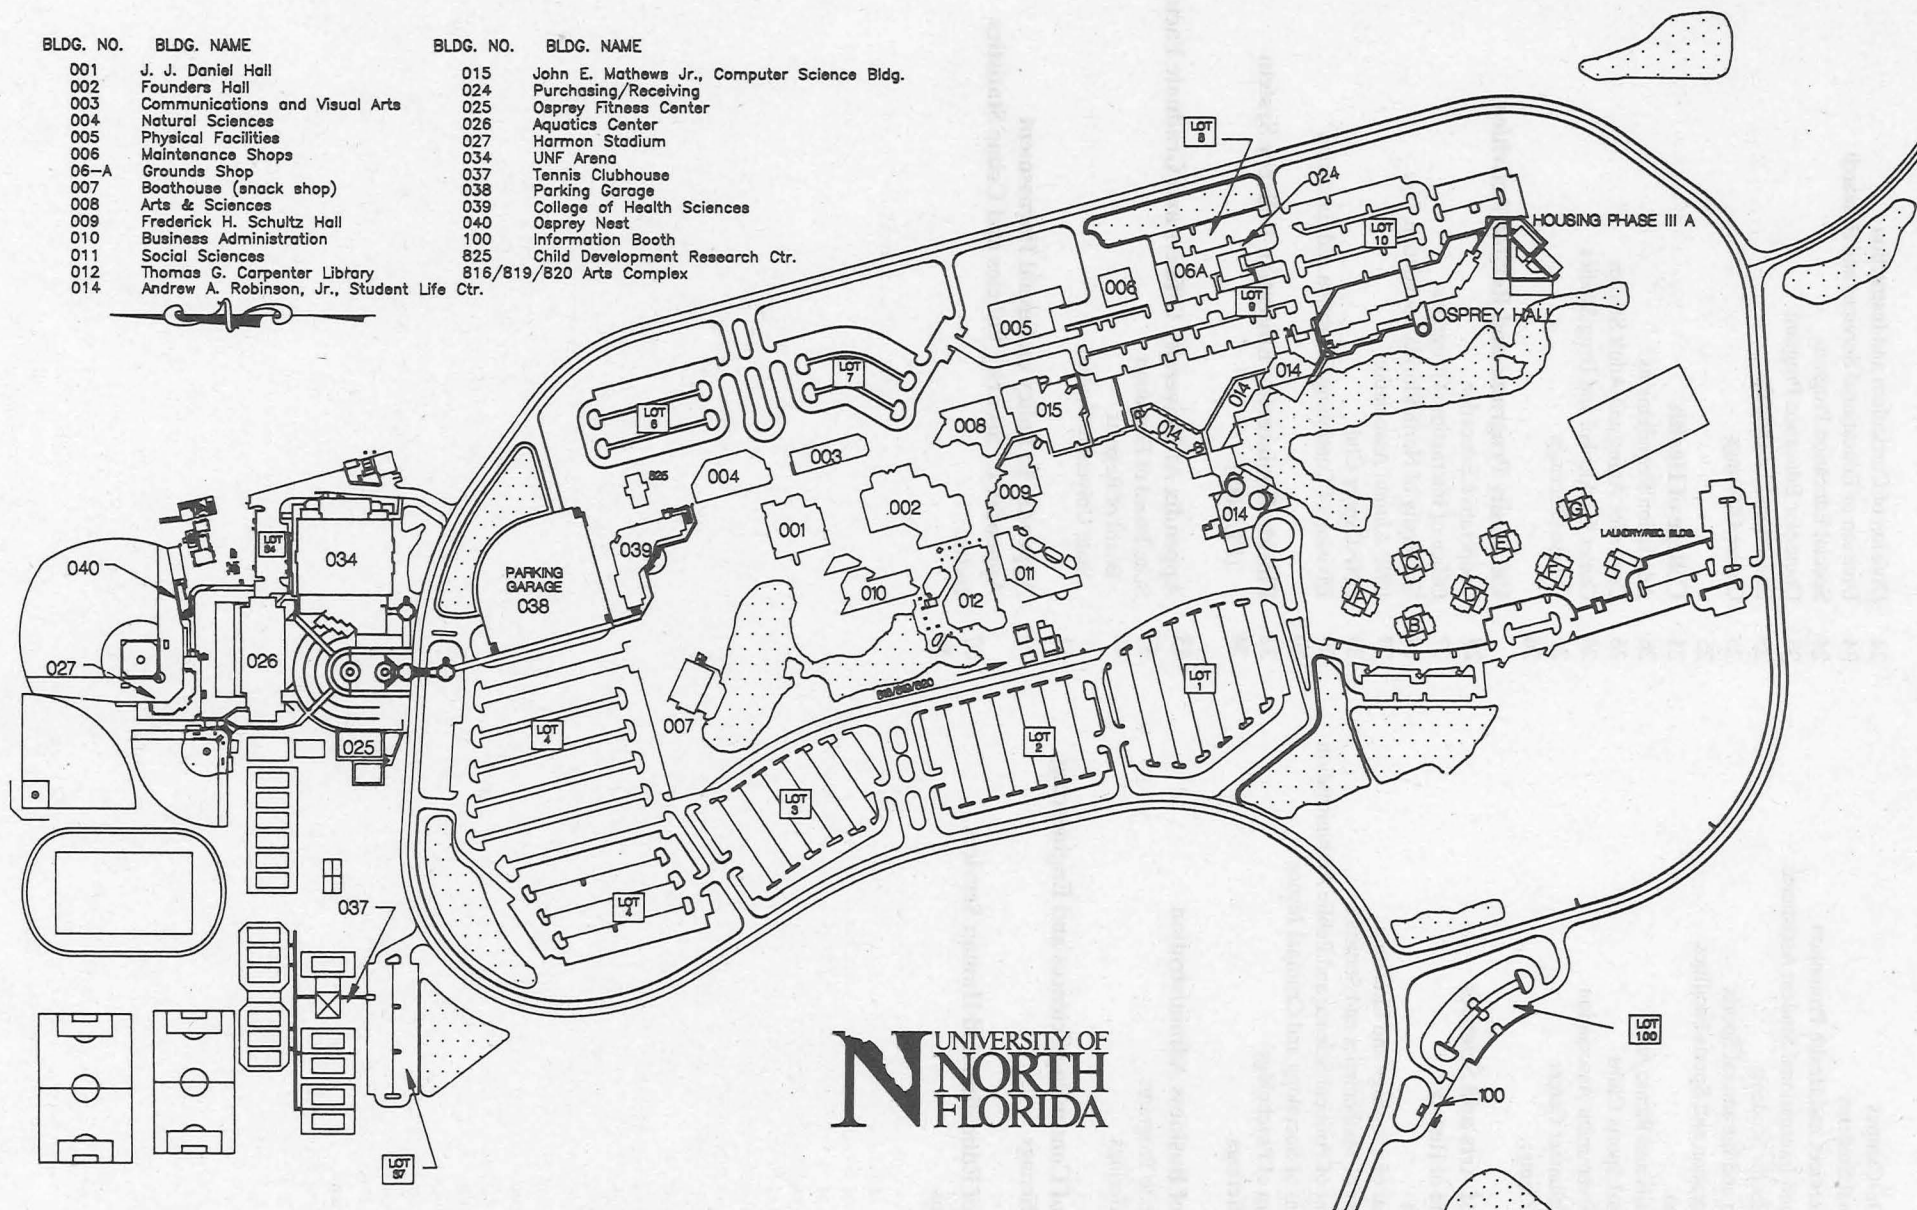 BLDG. NO. BLDG. NAME
001 J. J. Daniel Hall
002 Founders Hall
003 Communications and Visual Arts
004 Natural Sciences
005 Physical Facilities
006 Maintenance Shops
06-A Grounds Shop
007 Boathouse (snack shop)
008 Arts & Sciences
009 Frederick H. Schultz Hall
010 Business Administration
011 Social Sciences
012 Thomas G. Carpenter Library
014 Andrew A. Robinson, Jr., Student Life Ctr.
BLDG. NO. BLDG. NAME
015 John E. Mathews Jr., Computer Science Bldg.
024 Purchasing/Receiving
025 Osprey Fitness Center
026 Aquatics Center
027 Harmon Stadium
034 UNF Arena
037 Tennis Clubhouse
038 Parking Garage
039 College of Health Sciences
040 Osprey Nest
100 Information Booth
825 Child Development Research Ctr.
816/819/820 Arts Complex
LOT 8
024
HOUSING PHASE III A
LOT 10
06A
006
LOT 9
005
OSPREY HALL
LOT 7
014
014
015
LOT 6
008
014
003
004
825
009
002
014
001
G
LAUNDRY/REC. BLDG.
E
039
LOT 34
034
C
F
040
PARKING
GARAGE
038
011
010
012
A
D
B
026
027
816/819/820
LOT 1
007
LOT 4
025
LOT 2
LOT 3
037
LOT 4
LOT 100
100
UNIVERSITY OF
NORTH
FLORIDA